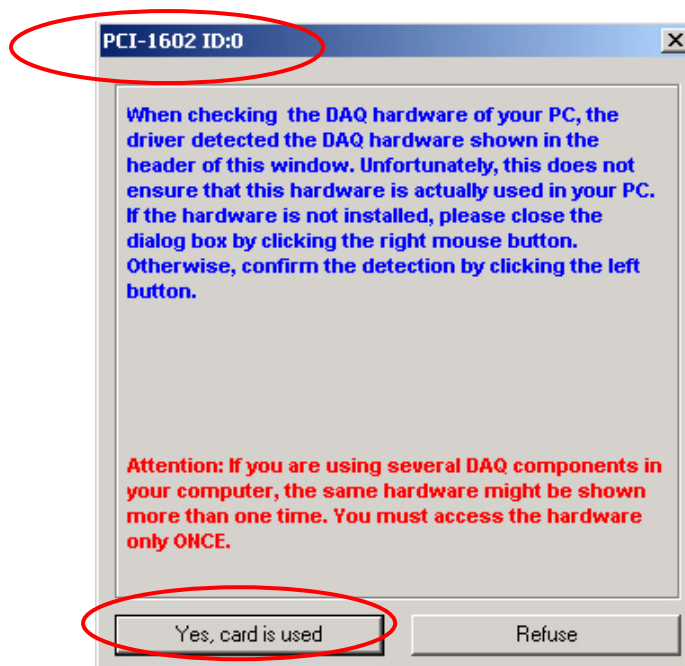 PCI-1602 ID:0
When checking the DAQ hardware of your PC, the
driver detected the DAQ hardware shown in the
header of this window. Unfortunately, this does not
ensure that this hardware is actually used in your PC.
If the hardware is not installed, please close the
dialog box by clicking the right mouse button.
Otherwise, confirm the detection by clicking the left
button.
Attention: If you are using several DAQ components in
your computer, the same hardware might be shown
more than one time. You must access the hardware
only ONCE.
Yes, card is used
Refuse